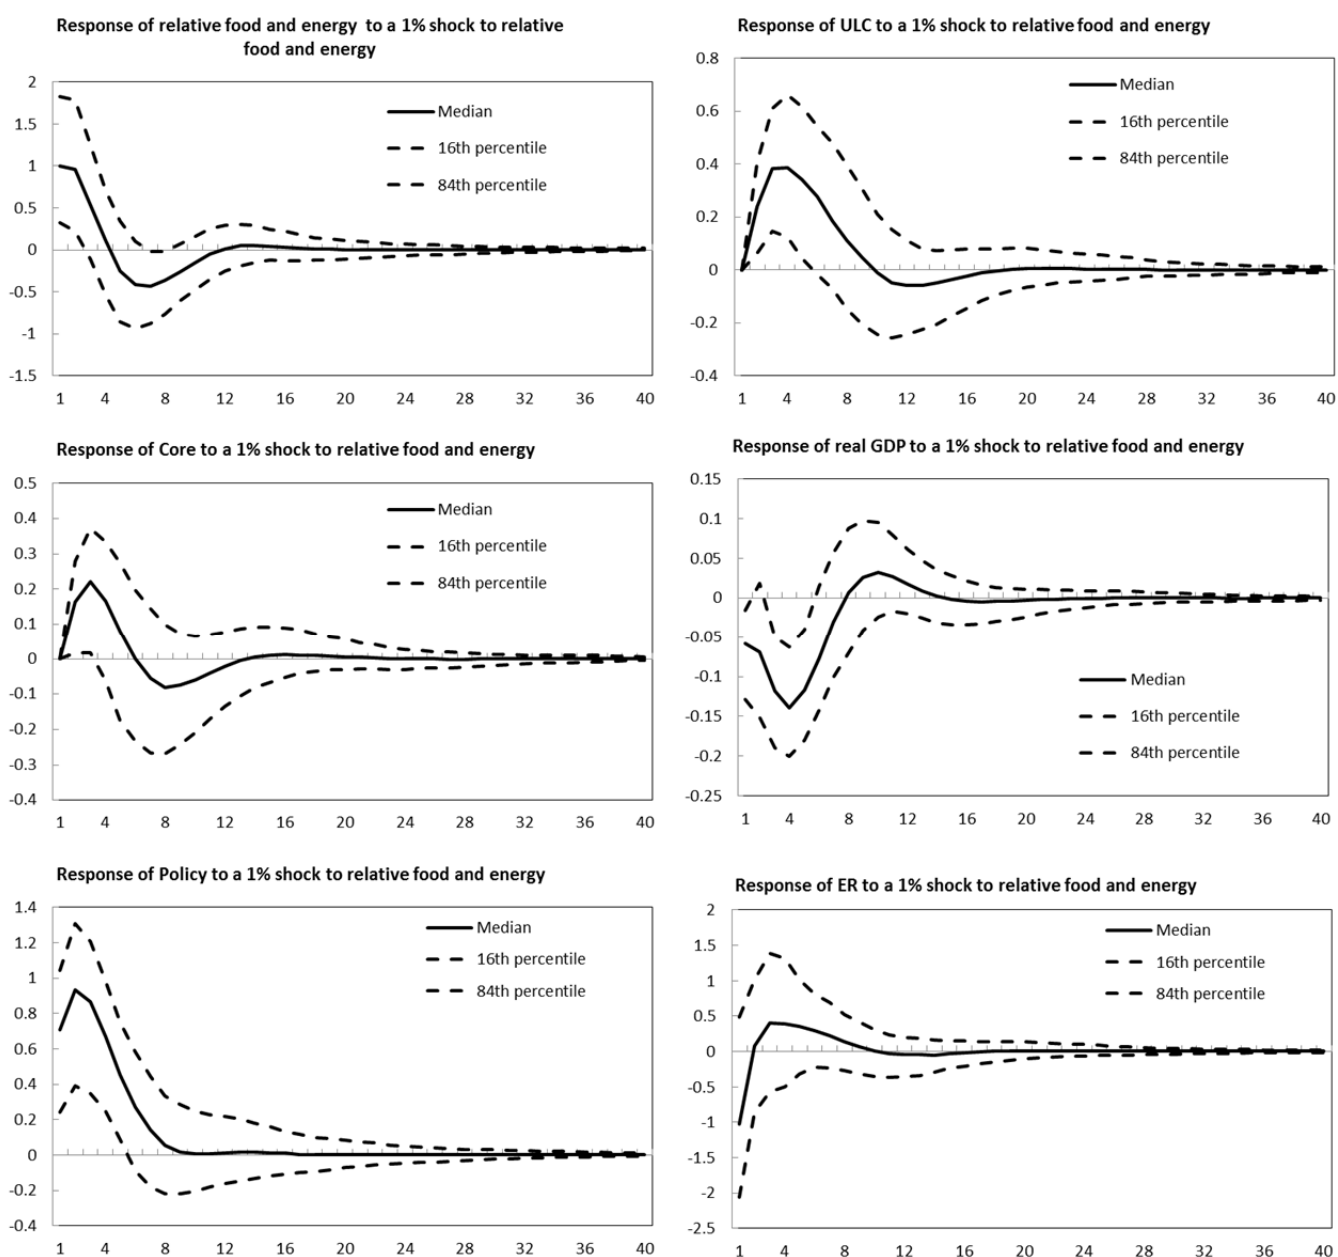 Response of relative food and energy to a 1% shock to relative
food and energy
2
1.5
1
0.5
0
-0.5
-1
-1.5
Median
16th percentile
84th percentile
1 4 8 12 16 20 24 28 32 36 40
Response of ULC to a 1% shock to relative food and energy
0.8
0.6
0.4
0.2
0
-0.2
-0.4
Median
16th percentile
84th percentile
1 4 8 12 16 20 24 28 32 36 40
Response of Core to a 1% shock to relative food and energy
0.5
0.4
0.3
0.2
0.1
0
-0.1
-0.2
-0.3
-0.4
Median
16th percentile
84th percentile
1 4 8 12 16 20 24 28 32 36 40
Response of real GDP to a 1% shock to relative food and energy
0.15
0.1
0.05
0
-0.05
-0.1
-0.15
-0.2
-0.25
Median
16th percentile
84th percentile
1 4 8 12 16 20 24 28 32 36 40
Response of Policy to a 1% shock to relative food and energy
1.4
1.2
1
0.8
0.6
0.4
0.2
0
-0.2
-0.4
Median
16th percentile
84th percentile
1 4 8 12 16 20 24 28 32 36 40
Response of ER to a 1% shock to relative food and energy
2
1.5
1
0.5
0
-0.5
-1
-1.5
-2
-2.5
Median
16th percentile
84th percentile
1 4 8 12 16 20 24 28 32 36 40